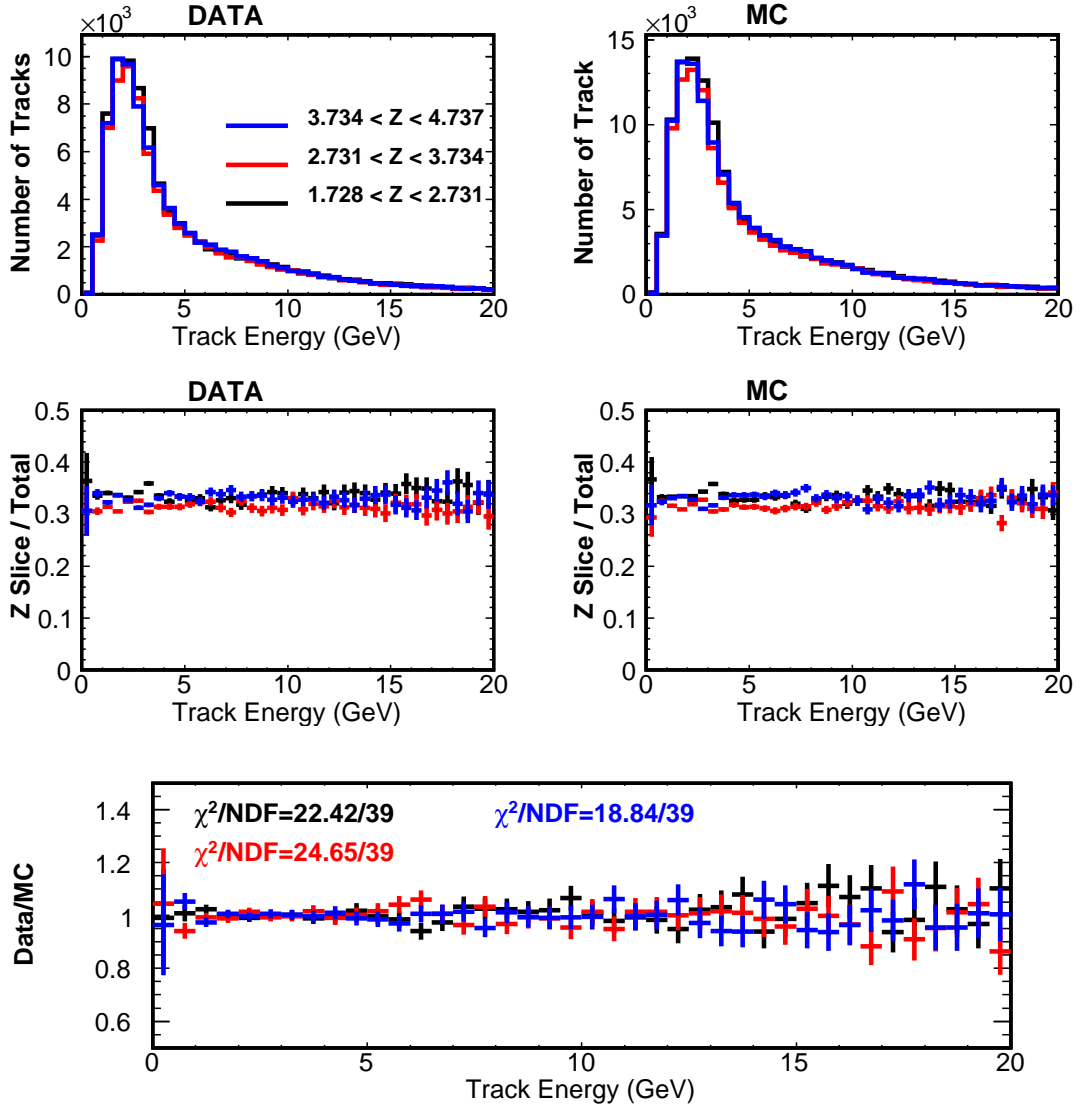 DATA
×10³
10
8
6
4
2
0
Number of Tracks
3.734 < Z < 4.737
2.731 < Z < 3.734
1.728 < Z < 2.731
0 5 10 15 20
Track Energy (GeV)
MC
×10³
15
10
5
0
Number of Track
0 5 10 15 20
Track Energy (GeV)
DATA
0.5
0.4
0.3
0.2
0.1
0
Z Slice / Total
0 5 10 15 20
Track Energy (GeV)
MC
0.5
0.4
0.3
0.2
0.1
0
Z Slice / Total
0 5 10 15 20
Track Energy (GeV)
1.4
1.2
1
0.8
0.6
Data/MC
χ²/NDF=22.42/39 χ²/NDF=18.84/39
χ²/NDF=24.65/39
0 5 10 15 20
Track Energy (GeV)